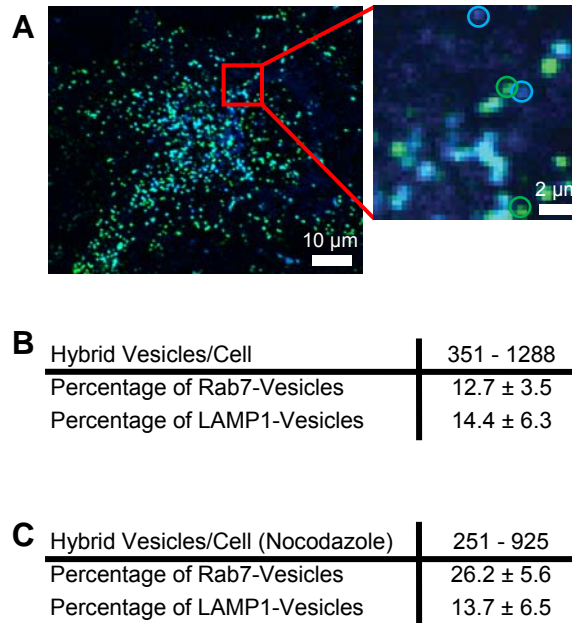 A
10 µm
2 µm
B
Hybrid Vesicles/Cell 351 - 1288
Percentage of Rab7-Vesicles 12.7 ± 3.5
Percentage of LAMP1-Vesicles 14.4 ± 6.3
C
Hybrid Vesicles/Cell (Nocodazole) 251 - 925
Percentage of Rab7-Vesicles 26.2 ± 5.6
Percentage of LAMP1-Vesicles 13.7 ± 6.5